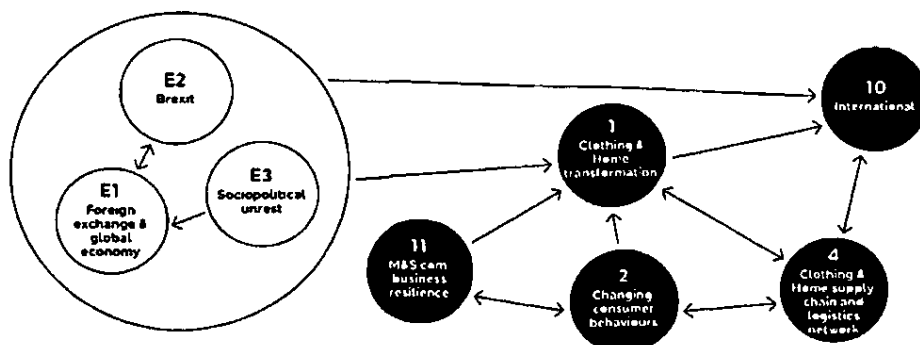 E2
Brexit
E3
Sociopolitical
unrest
E1
Foreign
exchange &
global
economy
10
International
1
Clothing &
Home
transformation
11
M&S com
business
resilience
2
Changing
consumer
behaviours
4
Clothing &
Home supply
chain and
logistics
network